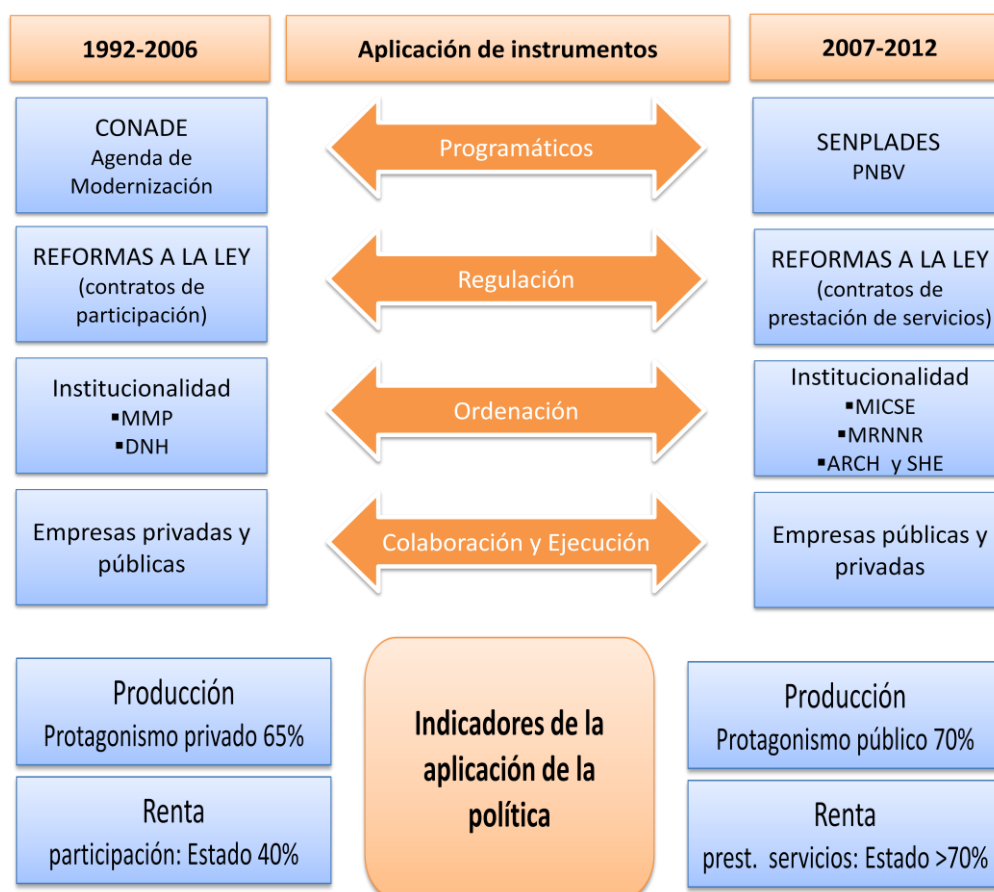 1992-2006
Aplicación de instrumentos
2007-2012
CONADE
Agenda de
Modernización
Programáticos
SENPLADES
PNBV
REFORMAS A LA LEY
(contratos de
participación)
Regulación
REFORMAS A LA LEY
(contratos de
prestación de servicios)
Institucionalidad
▪MMP
▪DNH
Ordenación
Institucionalidad
▪MICSE
▪MRNNR
▪ARCH y SHE
Empresas privadas y
públicas
Colaboración y Ejecución
Empresas públicas y
privadas
Producción
Protagonismo privado 65%
Indicadores de la
aplicación de la
política
Producción
Protagonismo público 70%
Renta
participación: Estado 40%
Renta
prest. servicios: Estado >70%